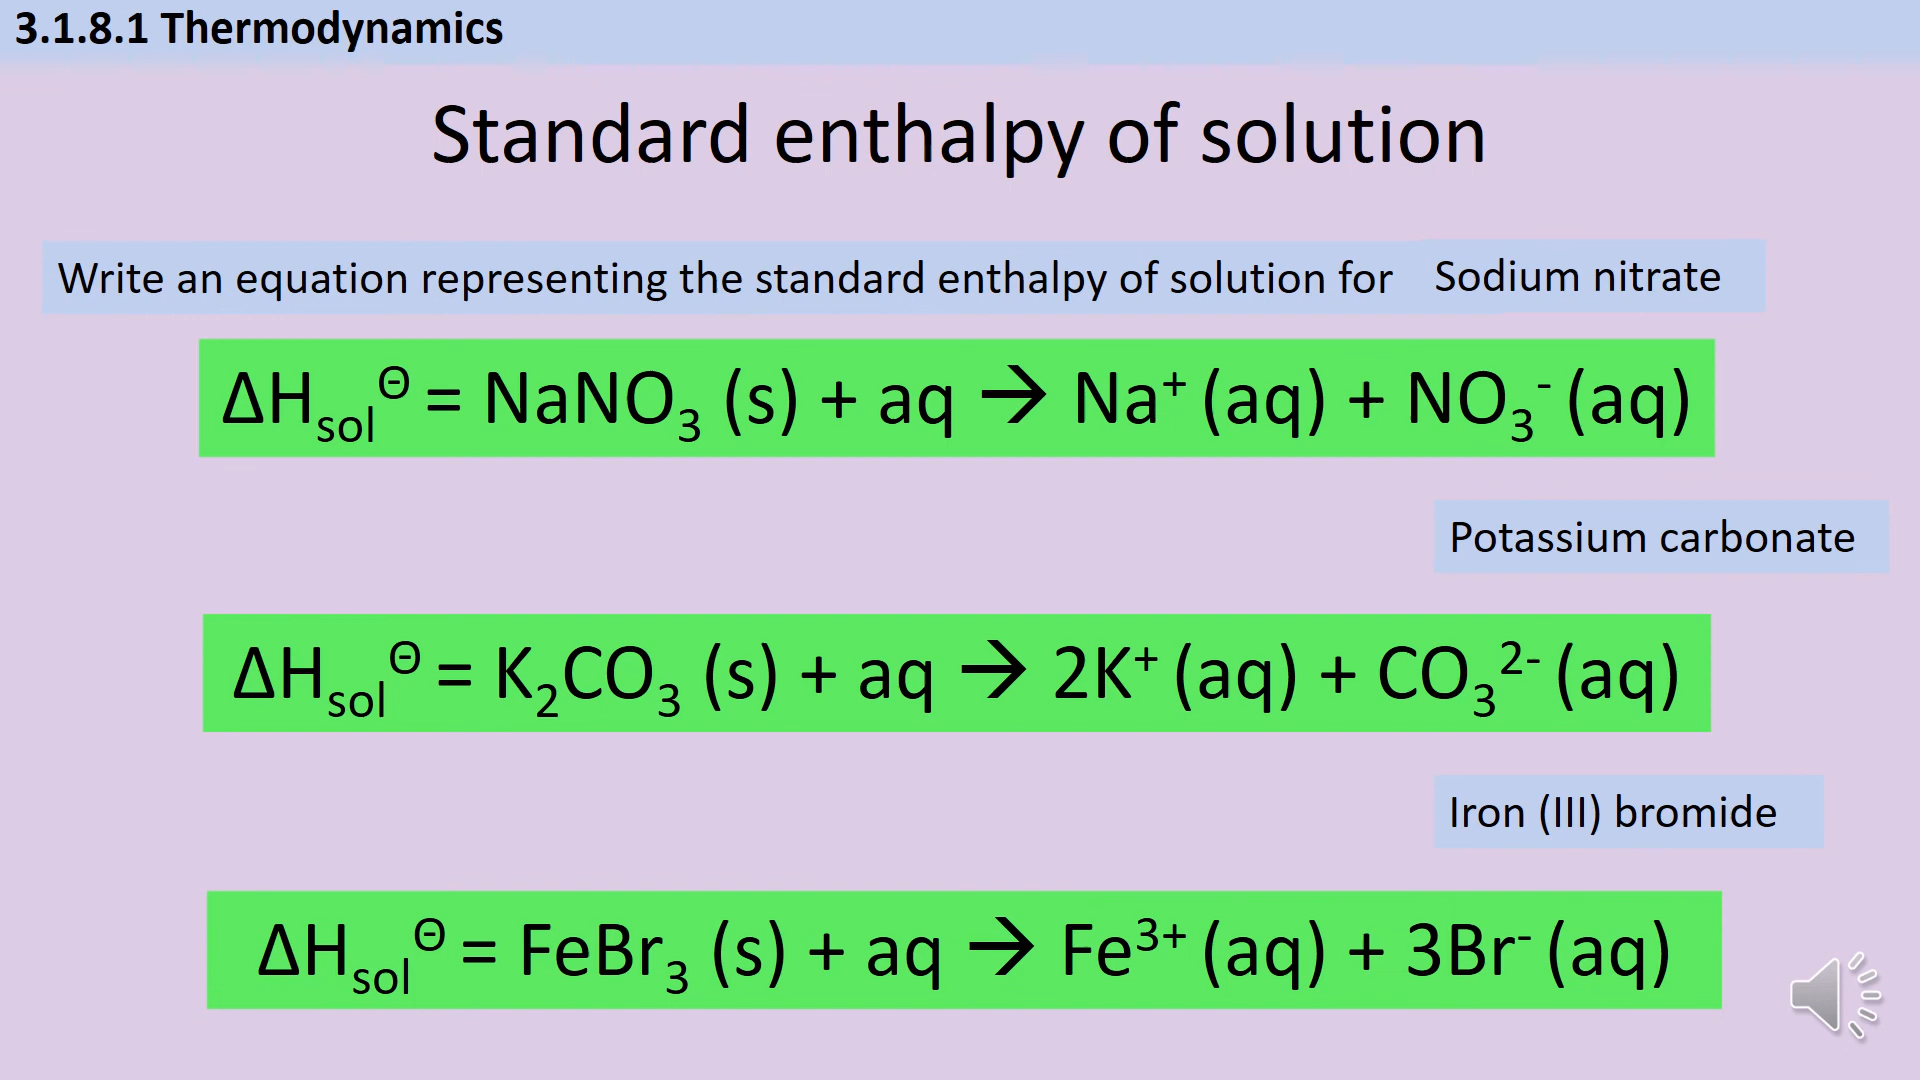 3.1.8.1 Thermodynamics
Standard enthalpy of solution
Write an equation representing the standard enthalpy of solution for Sodium nitrate
ΔHsol^Θ = NaNO₃ (s) + aq → Na⁺ (aq) + NO₃⁻ (aq)
Potassium carbonate
ΔHsol^Θ = K₂CO₃ (s) + aq → 2K⁺ (aq) + CO₃²⁻ (aq)
Iron (III) bromide
ΔHsol^Θ = FeBr₃ (s) + aq → Fe³⁺ (aq) + 3Br⁻ (aq)